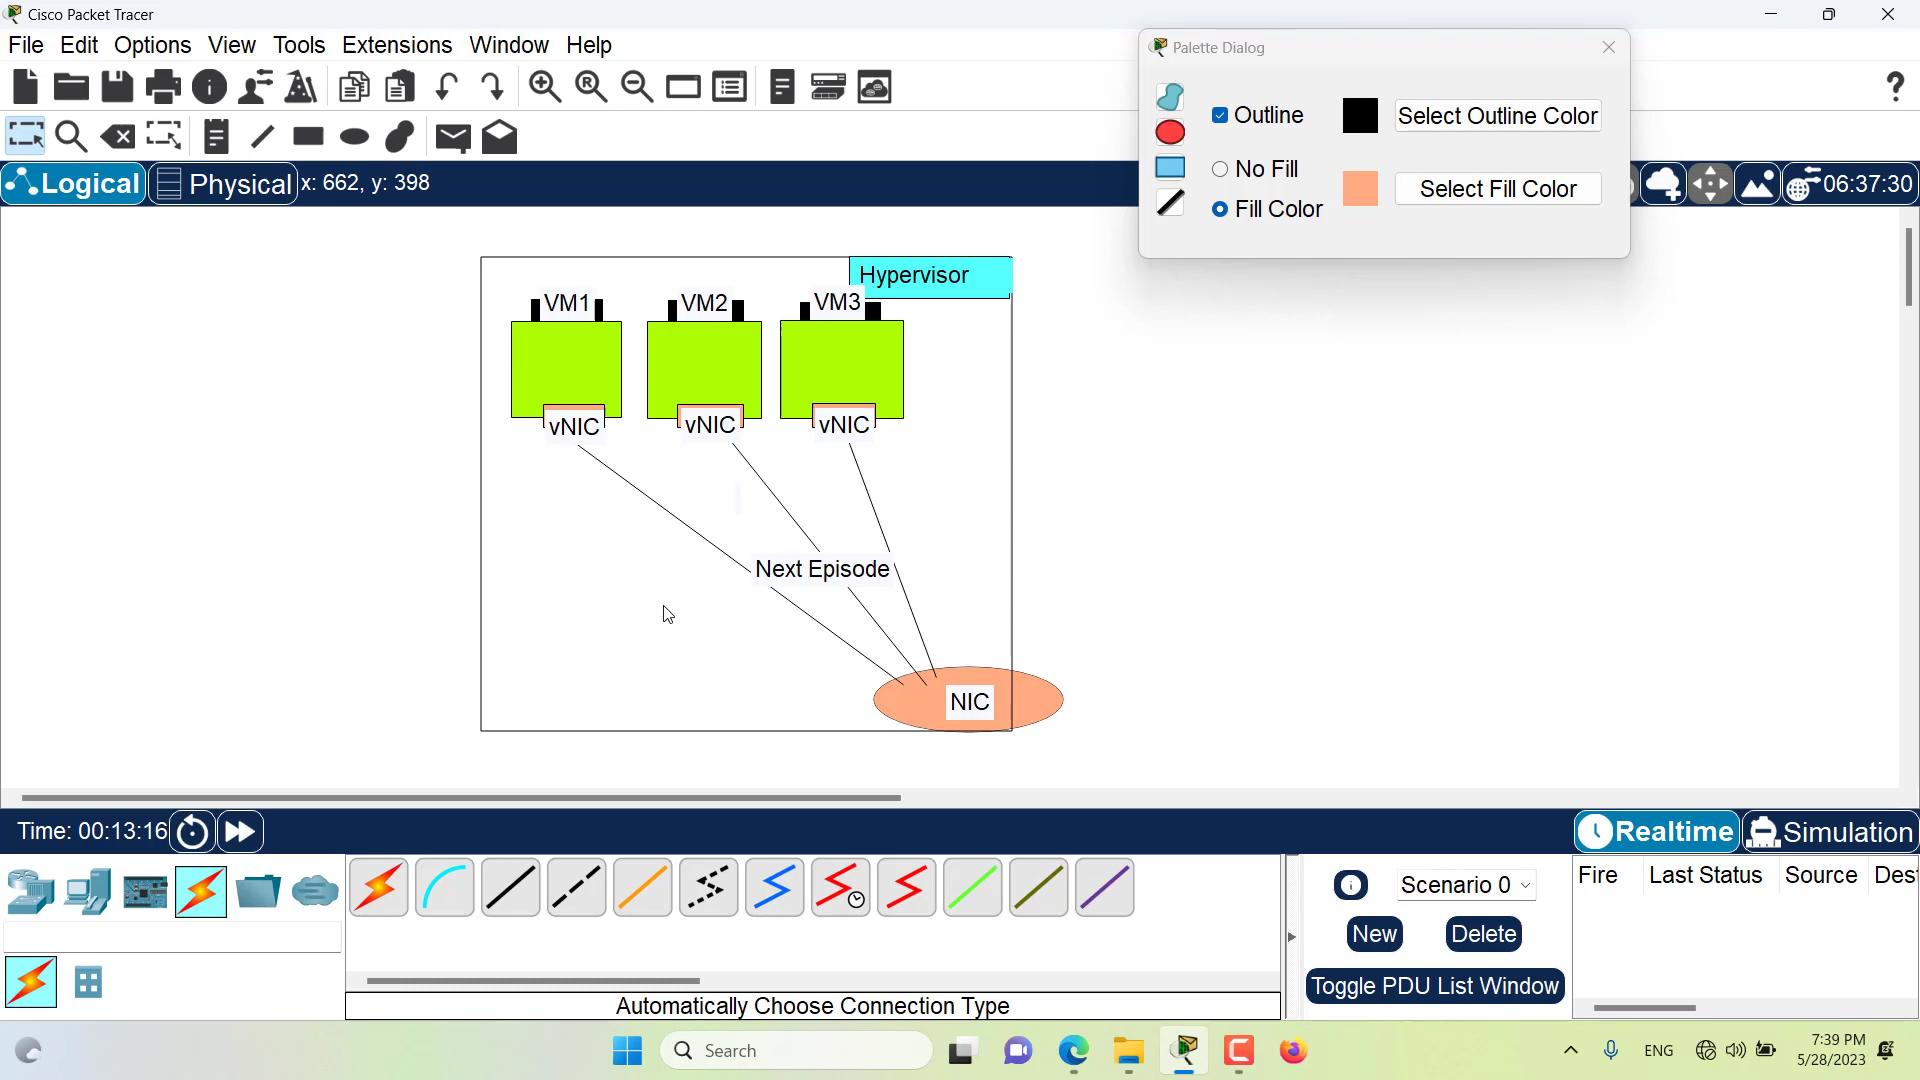 Cisco Packet Tracer
File Edit Options View Tools Extensions Window Help
Palette Dialog
Outline
Select Outline Color
No Fill
Fill Color
Select Fill Color
Logical
Physical
x: 662, y: 398
06:37:30
Hypervisor
VM1
VM2
VM3
vNIC
vNIC
vNIC
Next Episode
NIC
Time: 00:13:16
Realtime
Simulation
Scenario 0
New
Delete
Toggle PDU List Window
Fire Last Status Source Dest
Automatically Choose Connection Type
Search
ENG
7:39 PM
5/28/2023